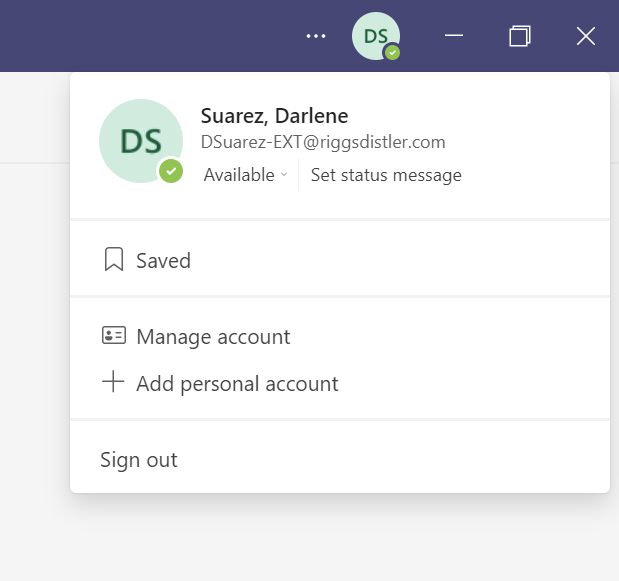 DS
DS
Suarez, Darlene
DSuarez-EXT@riggsdistler.com
Available Set status message
Saved
Manage account
Add personal account
Sign out